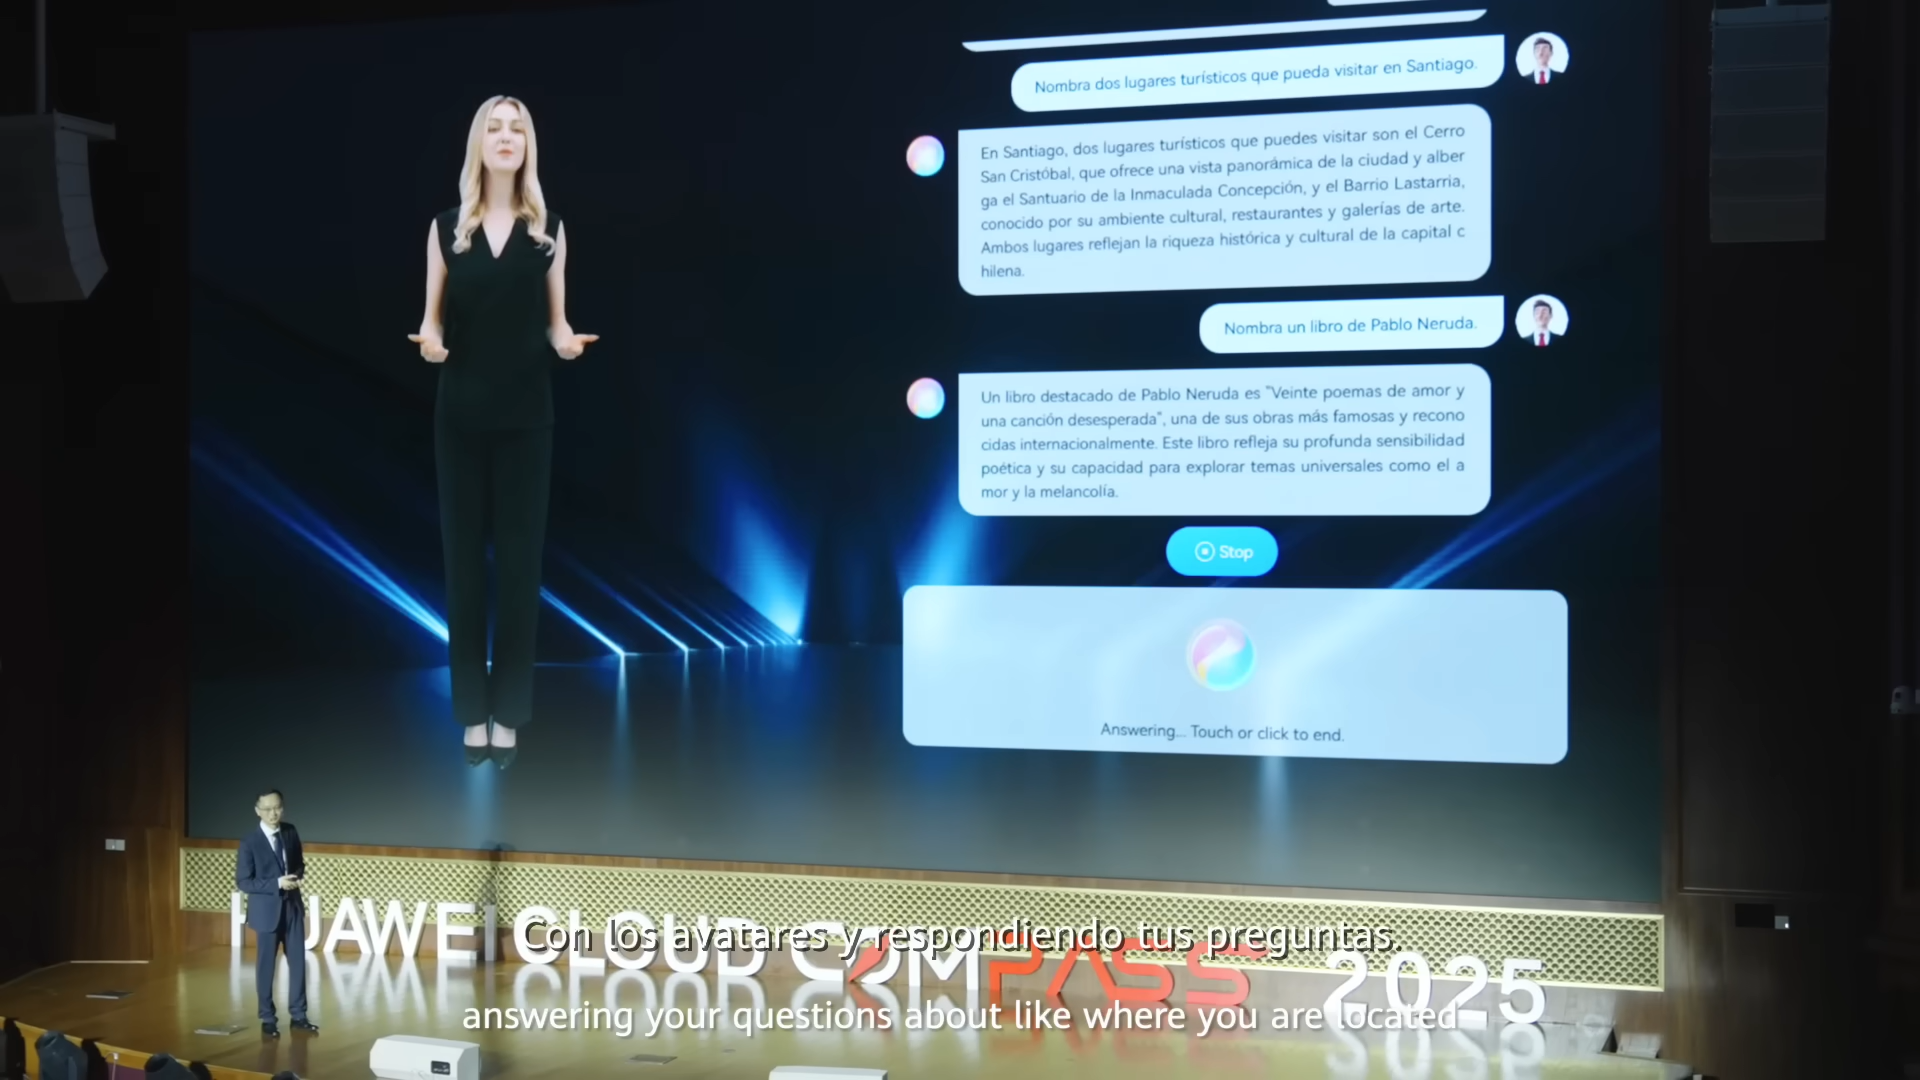 Nombra dos lugares turísticos que pueda visitar en Santiago.
En Santiago, dos lugares turísticos que puedes visitar son el Cerro
San Cristóbal, que ofrece una vista panorámica de la ciudad y alber
ga el Santuario de la Inmaculada Concepción, y el Barrio Lastarria,
conocido por su ambiente cultural, restaurantes y galerías de arte.
Ambos lugares reflejan la riqueza histórica y cultural de la capital c
hilena.
Nombra un libro de Pablo Neruda.
Un libro destacado de Pablo Neruda es "Veinte poemas de amor y
una canción desesperada", una de sus obras más famosas y recono
cidas internacionalmente. Este libro refleja su profunda sensibilidad
poética y su capacidad para explorar temas universales como el a
mor y la melancolía.
Stop
Answering... Touch or click to end.
HUAWEI CLOUD COMPASS 2025
Con los avatares y respondiendo tus preguntas.
answering your questions about like where you are located